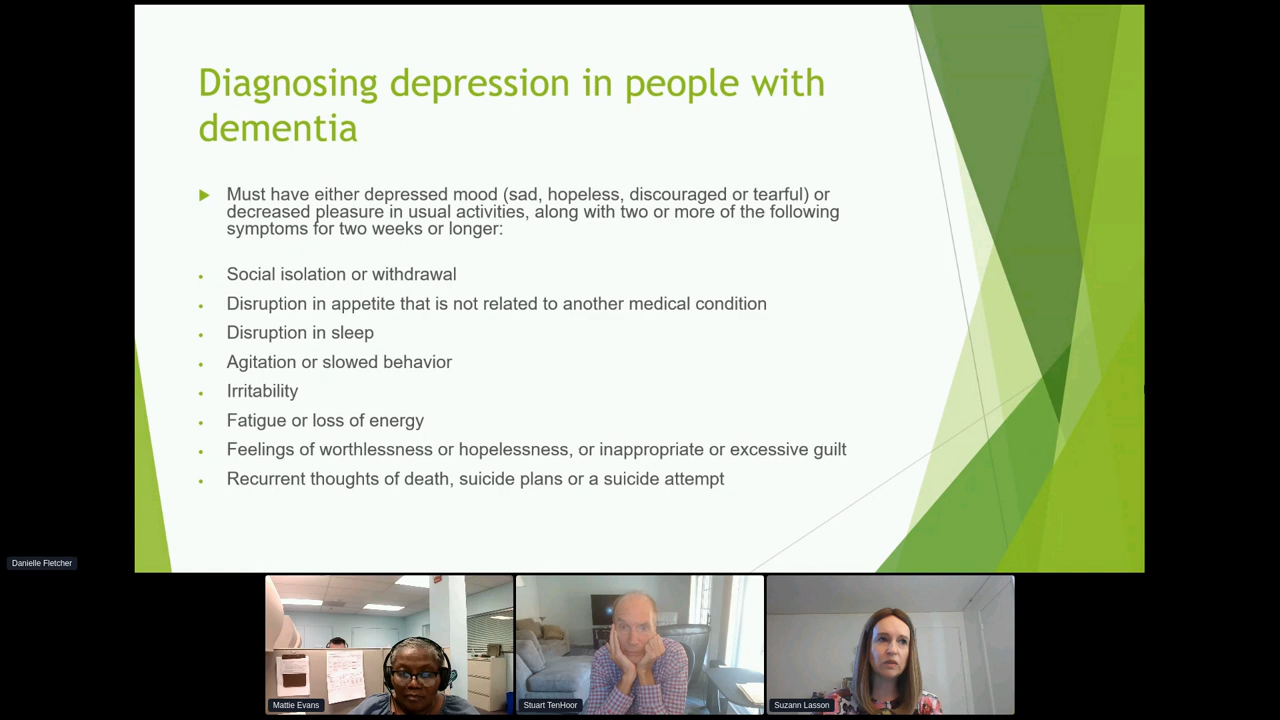 Diagnosing depression in people with
dementia
Must have either depressed mood (sad, hopeless, discouraged or tearful) or
decreased pleasure in usual activities, along with two or more of the following
symptoms for two weeks or longer:
Social isolation or withdrawal
Disruption in appetite that is not related to another medical condition
Disruption in sleep
Agitation or slowed behavior
Irritability
Fatigue or loss of energy
Feelings of worthlessness or hopelessness, or inappropriate or excessive guilt
Recurrent thoughts of death, suicide plans or a suicide attempt
Danielle Fletcher
Mattie Evans
Stuart TenHoor
Suzann Lasson